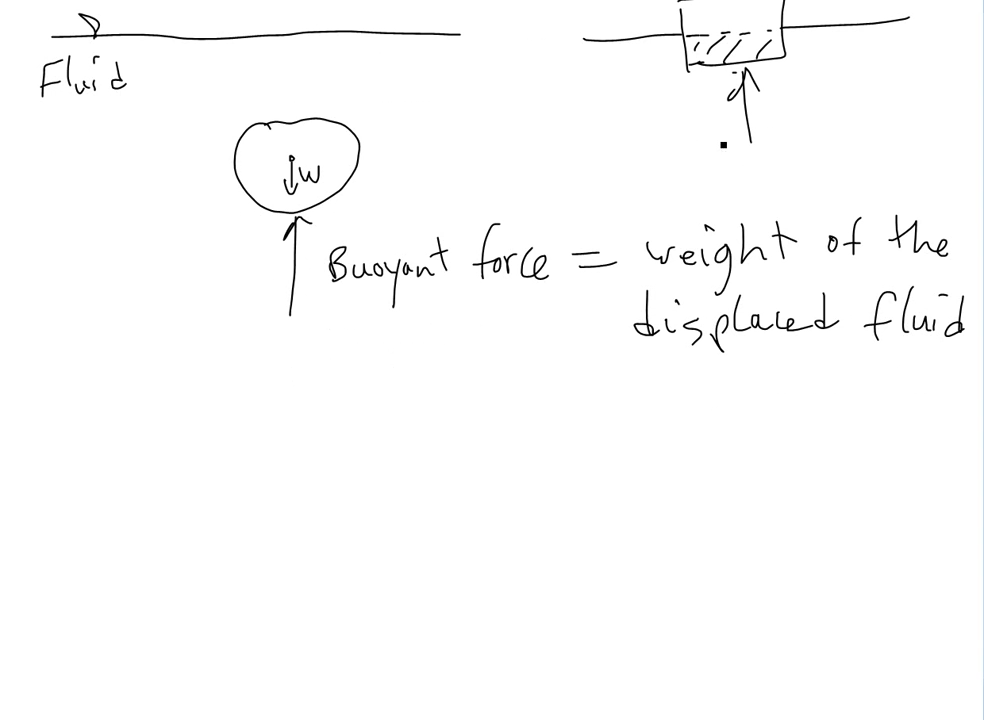 Fluid
W
Buoyant force = weight of the
displaced fluid